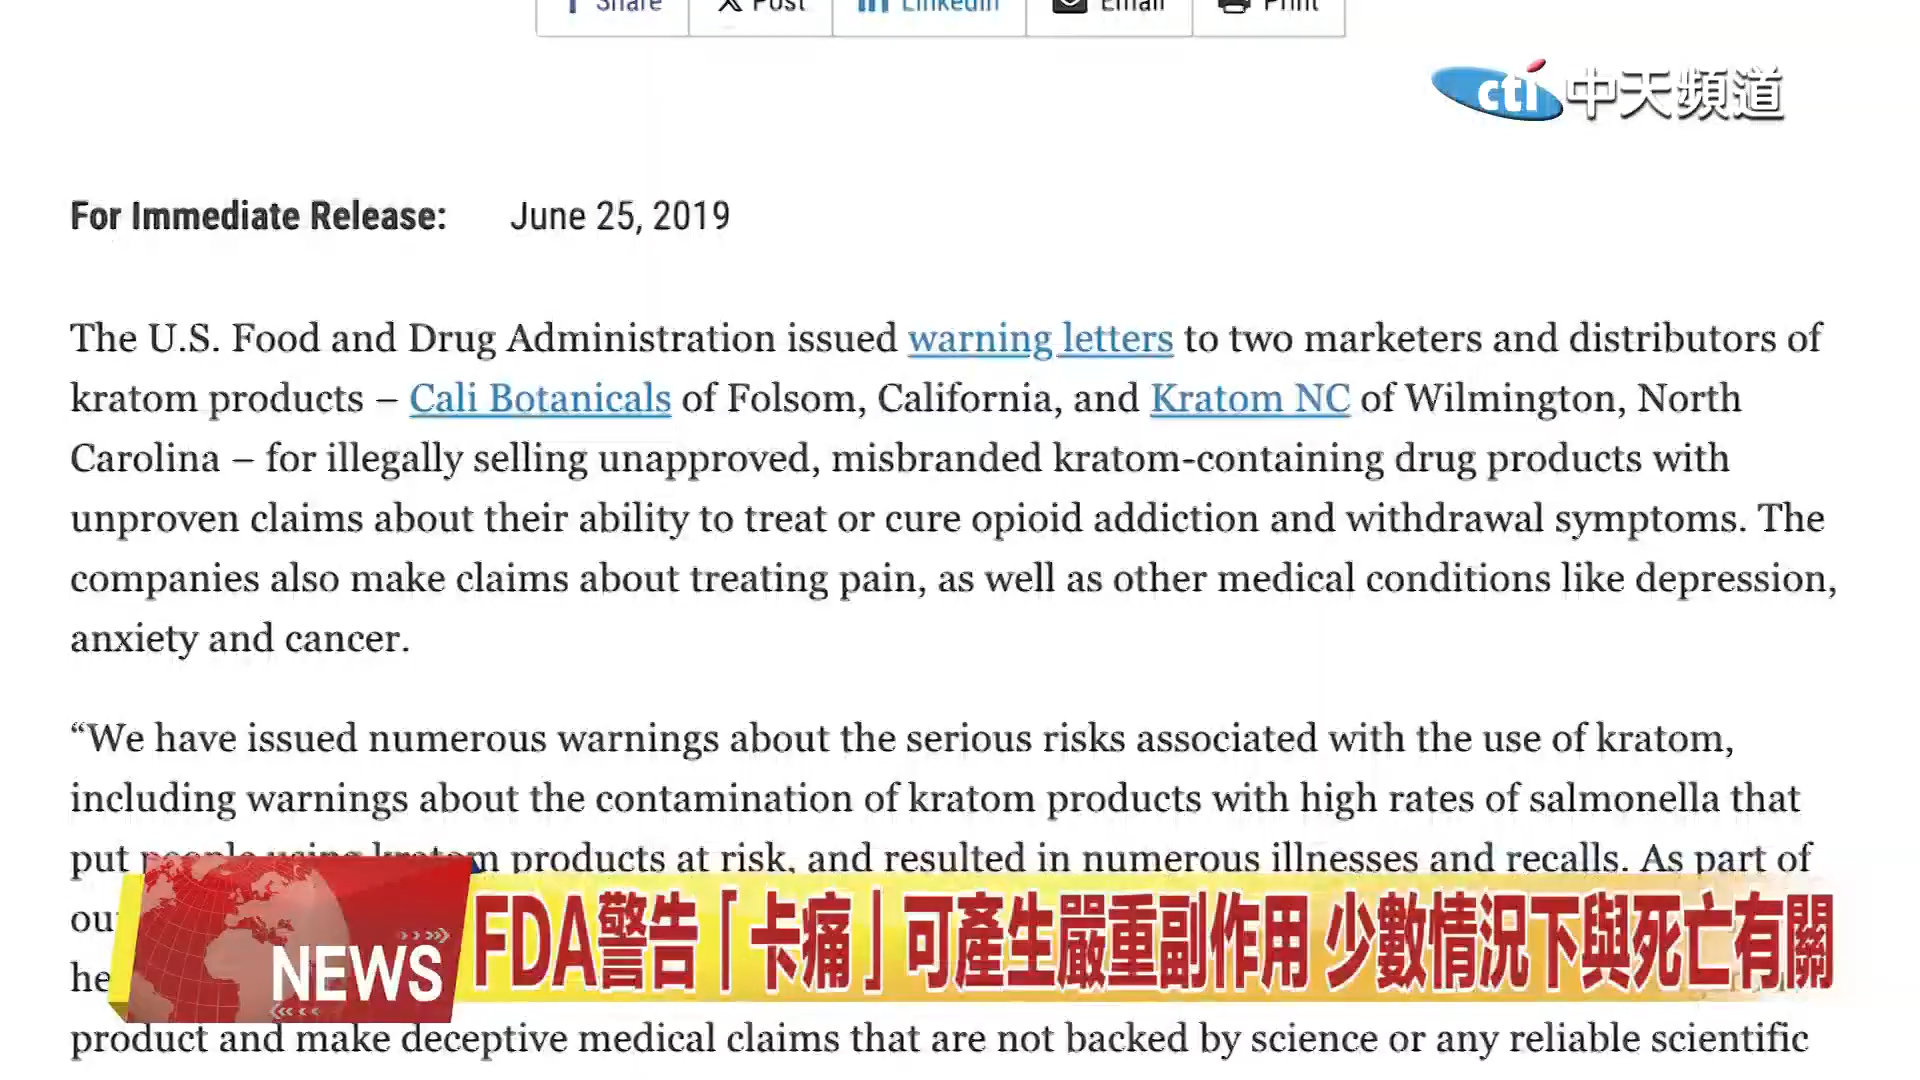 Share Post LinkedIn Email Print
cti 中天頻道
For Immediate Release: June 25, 2019
The U.S. Food and Drug Administration issued warning letters to two marketers and distributors of
kratom products – Cali Botanicals of Folsom, California, and Kratom NC of Wilmington, North
Carolina – for illegally selling unapproved, misbranded kratom-containing drug products with
unproven claims about their ability to treat or cure opioid addiction and withdrawal symptoms. The
companies also make claims about treating pain, as well as other medical conditions like depression,
anxiety and cancer.
“We have issued numerous warnings about the serious risks associated with the use of kratom,
including warnings about the contamination of kratom products with high rates of salmonella that
put people using kratom products at risk, and resulted in numerous illnesses and recalls. As part of
NEWS
FDA警告「卡痛」可產生嚴重副作用 少數情況下與死亡有關
product and make deceptive medical claims that are not backed by science or any reliable scientific